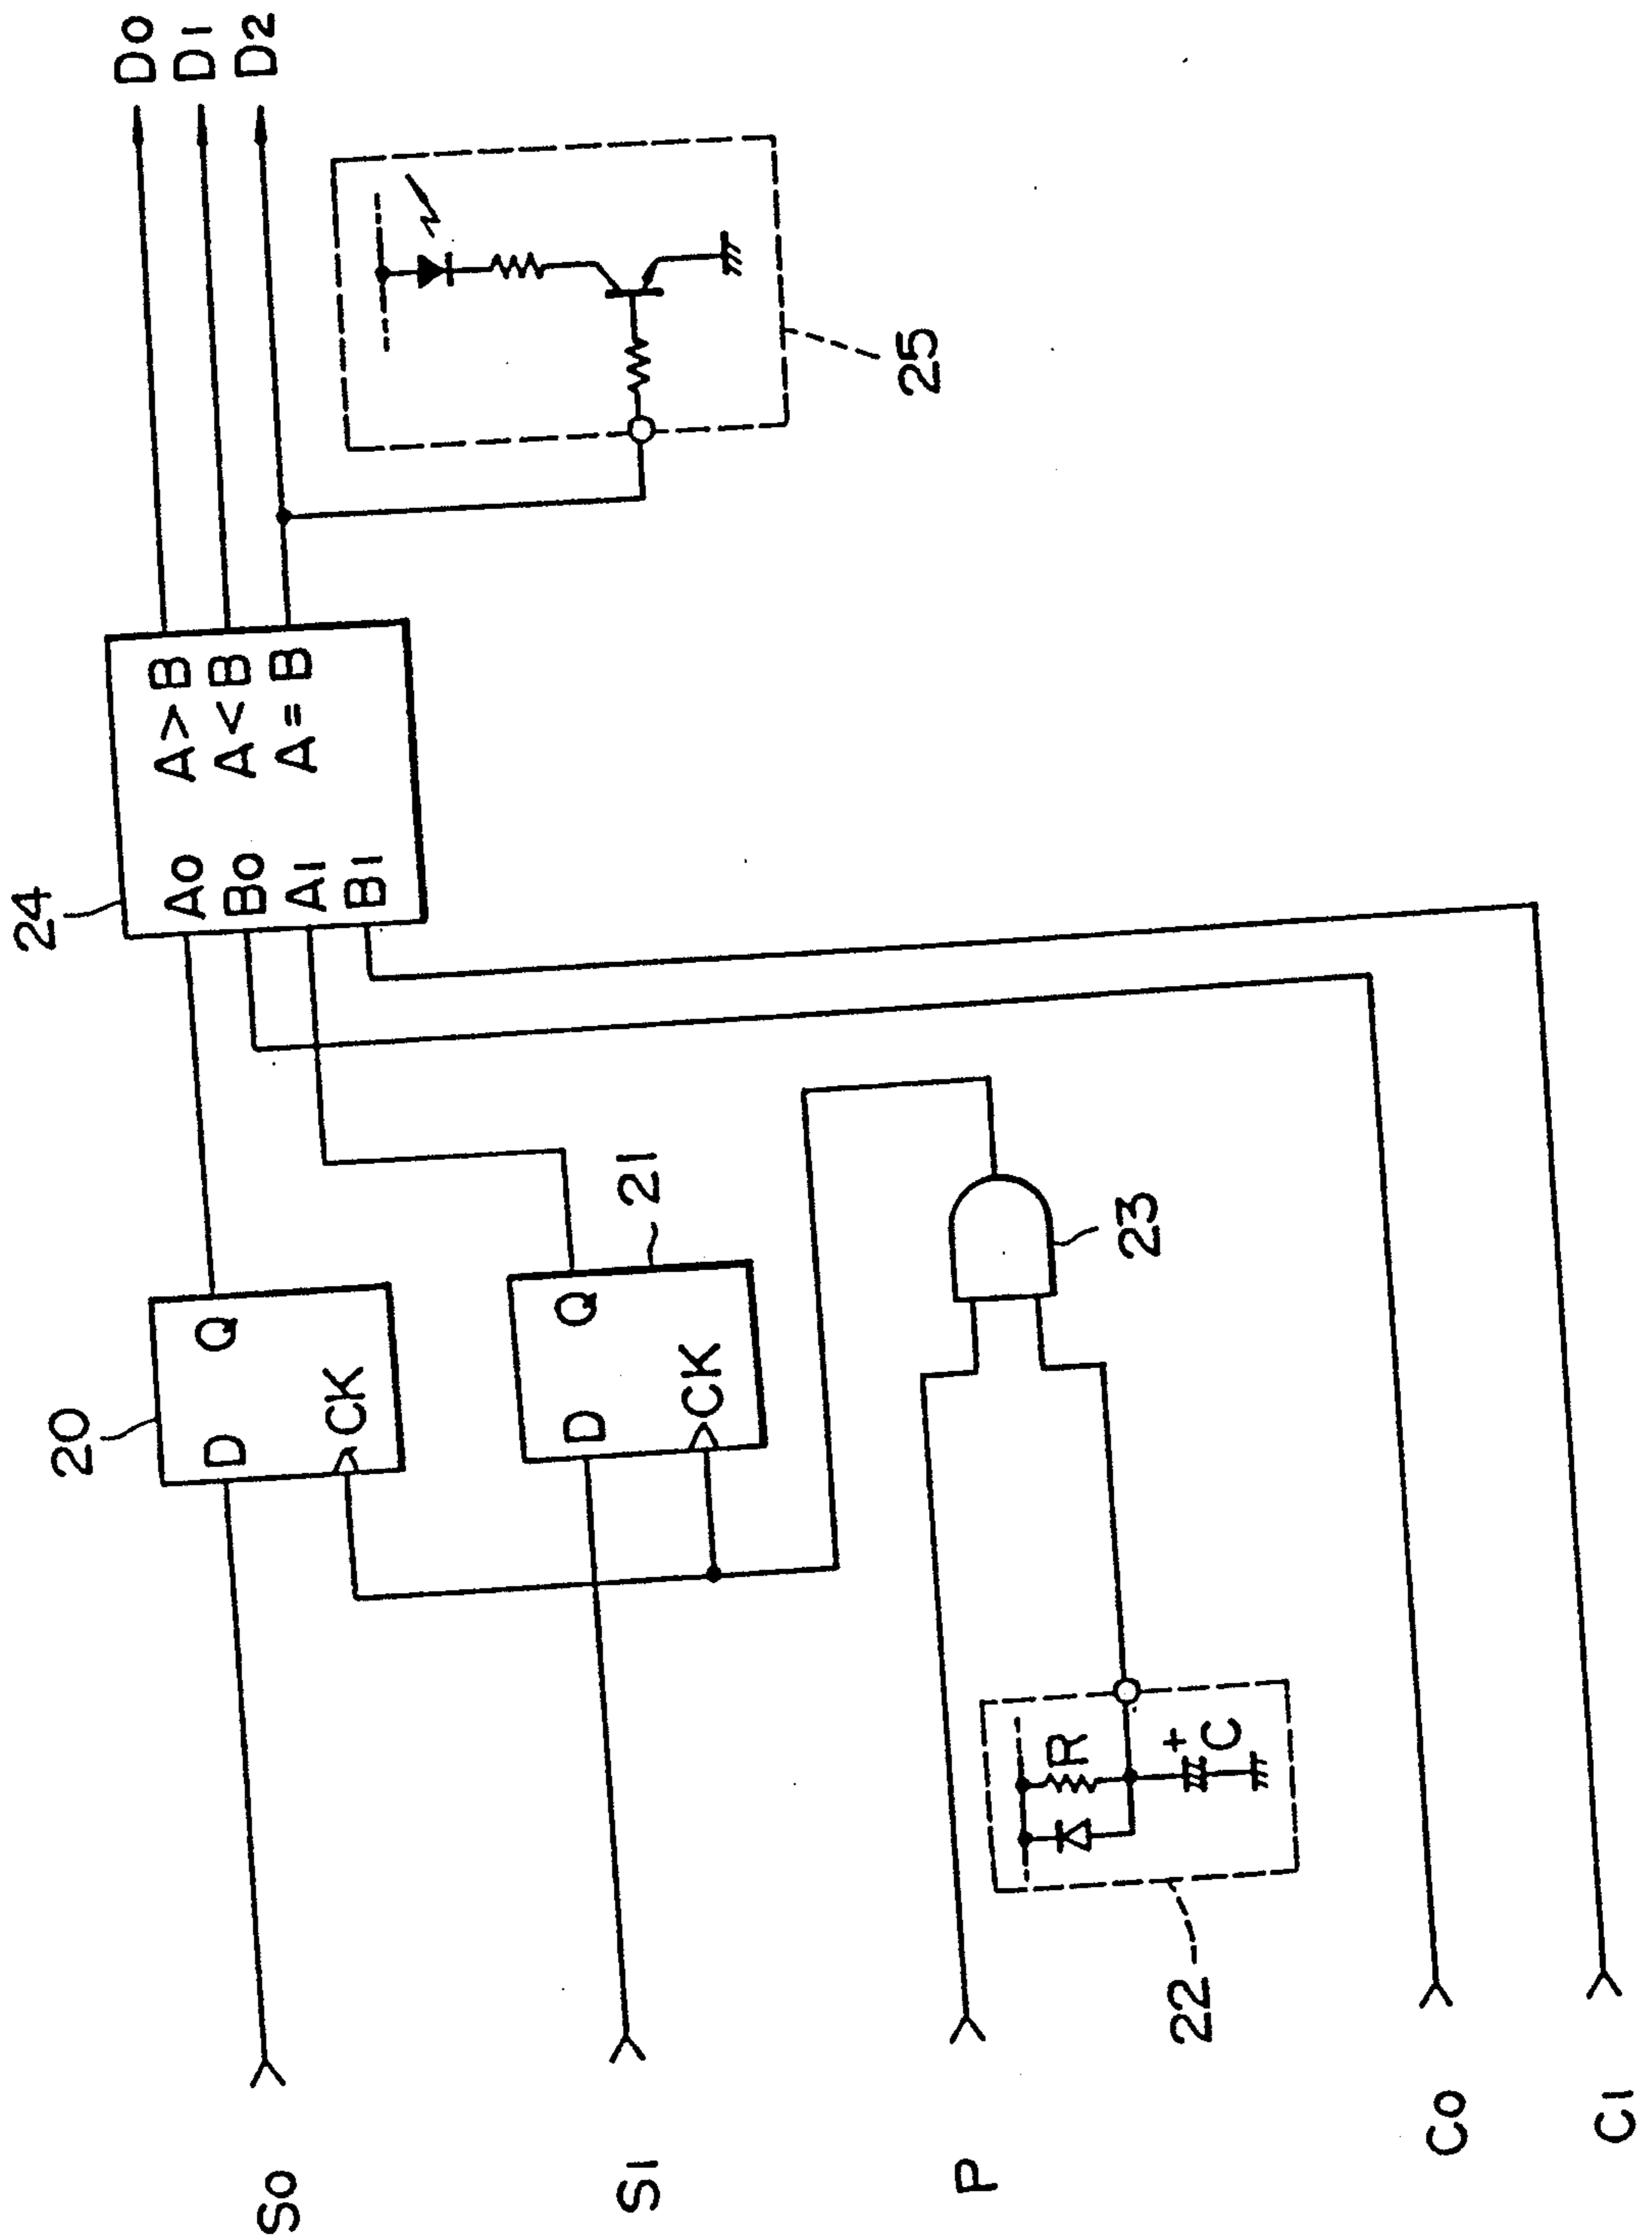 D0
D1
D2
24
A0
B0
A1
B1
A > B
A < B
A = B
25
20
D
Q
CK
21
D
Q
CK
23
22
R
+
C
S0
S1
P
C0
C1